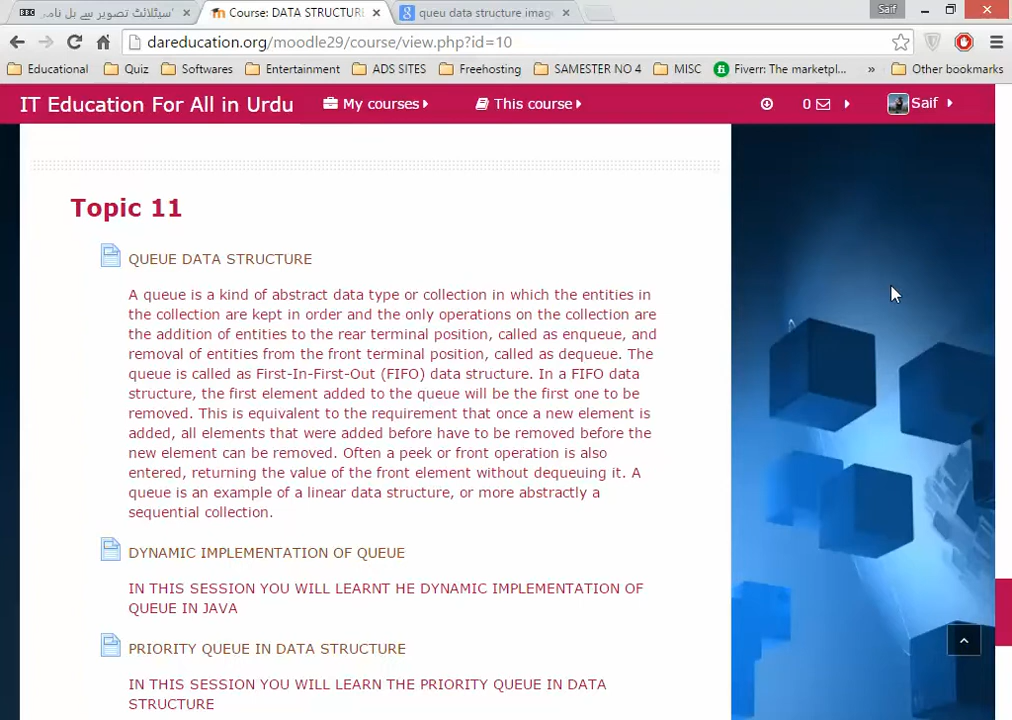 سیٹلائٹ تصویر سے بل نامہ
Course: DATA STRUCTUR
queu data structure imag
Saif
dareducation.org/moodle29/course/view.php?id=10
Educational Quiz Softwares Entertainment ADS SITES Freehosting SAMESTER NO 4 MISC Fiverr: The marketpl... » Other bookmarks
IT Education For All in Urdu My courses This course 0 Saif
Topic 11
QUEUE DATA STRUCTURE
A queue is a kind of abstract data type or collection in which the entities in
the collection are kept in order and the only operations on the collection are
the addition of entities to the rear terminal position, called as enqueue, and
removal of entities from the front terminal position, called as dequeue. The
queue is called as First-In-First-Out (FIFO) data structure. In a FIFO data
structure, the first element added to the queue will be the first one to be
removed. This is equivalent to the requirement that once a new element is
added, all elements that were added before have to be removed before the
new element can be removed. Often a peek or front operation is also
entered, returning the value of the front element without dequeuing it. A
queue is an example of a linear data structure, or more abstractly a
sequential collection.
DYNAMIC IMPLEMENTATION OF QUEUE
IN THIS SESSION YOU WILL LEARNT HE DYNAMIC IMPLEMENTATION OF
QUEUE IN JAVA
PRIORITY QUEUE IN DATA STRUCTURE
IN THIS SESSION YOU WILL LEARN THE PRIORITY QUEUE IN DATA
STRUCTURE